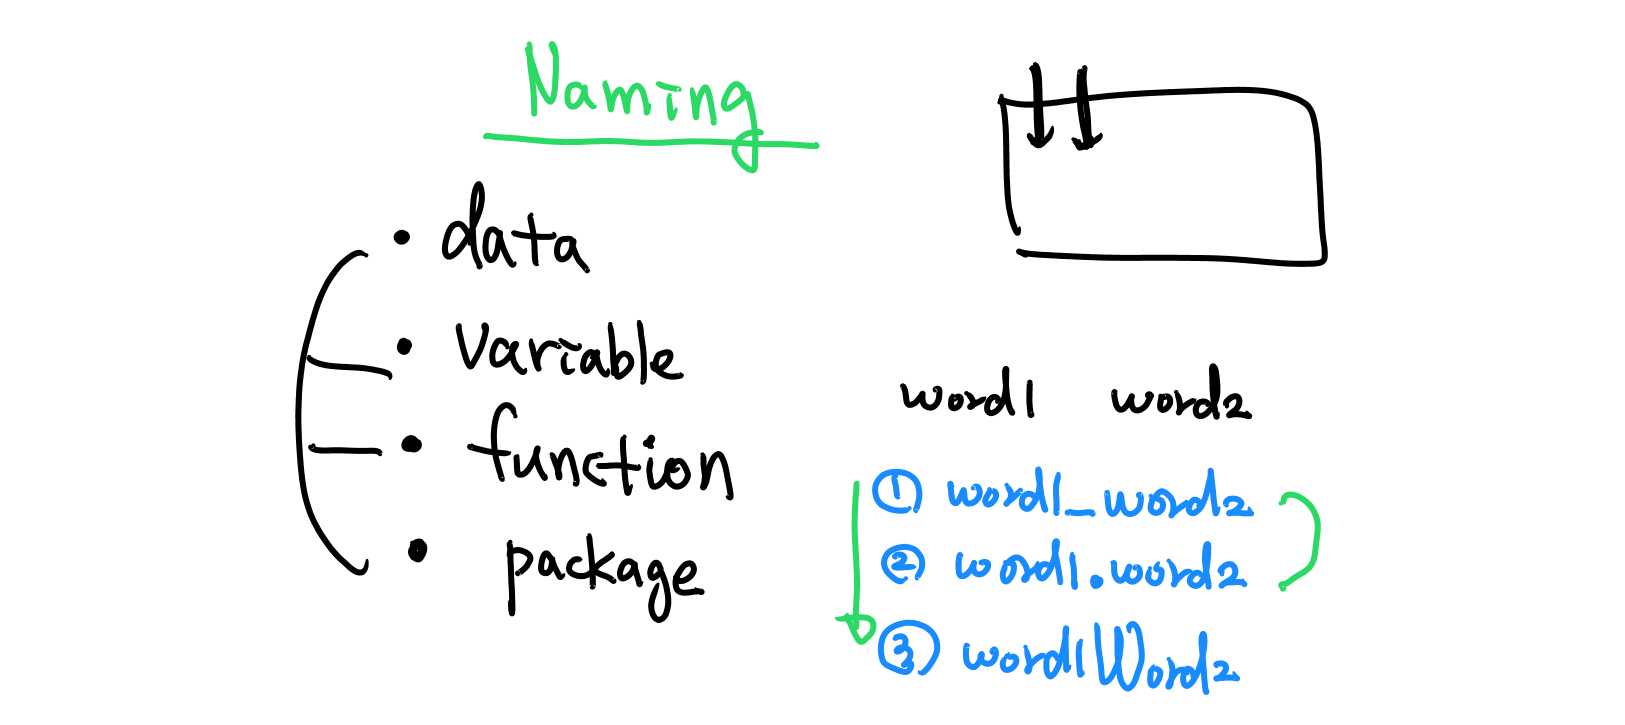 Naming
• data
• variable
• function
• package
word1 word2
① word1_word2
② word1.word2
③ word1Word2